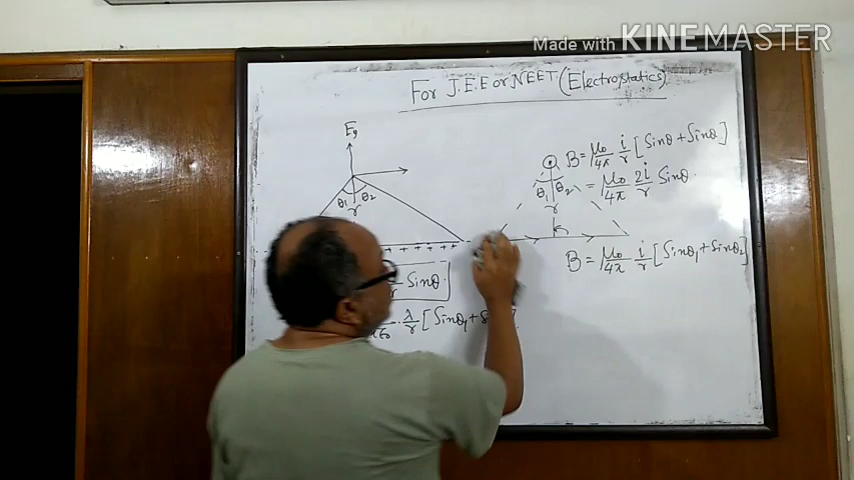 Made with KINEMASTER
For J.E.E or NEET (Electrostatics)
Ey
θ1 θ2
r
+ + + + + +
Sinθ
λ/r [Sinθ1 +
B = μ0/4π i/r [Sinθ + Sinθ]
= μ0/4π 2i/r Sinθ
θ1 θ2
r
B = μ0/4π i/r [Sinθ1 + Sinθ2]